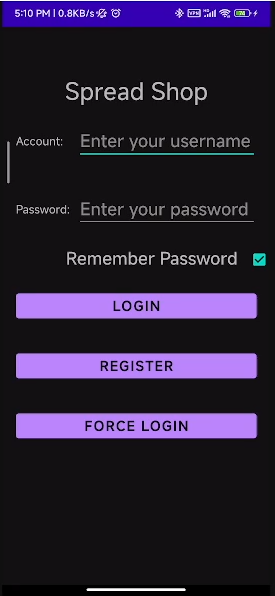 5:10 PM | 0.8KB/s
VPN
Spread Shop
Account: Enter your username
Password: Enter your password
Remember Password
LOGIN
REGISTER
FORCE LOGIN